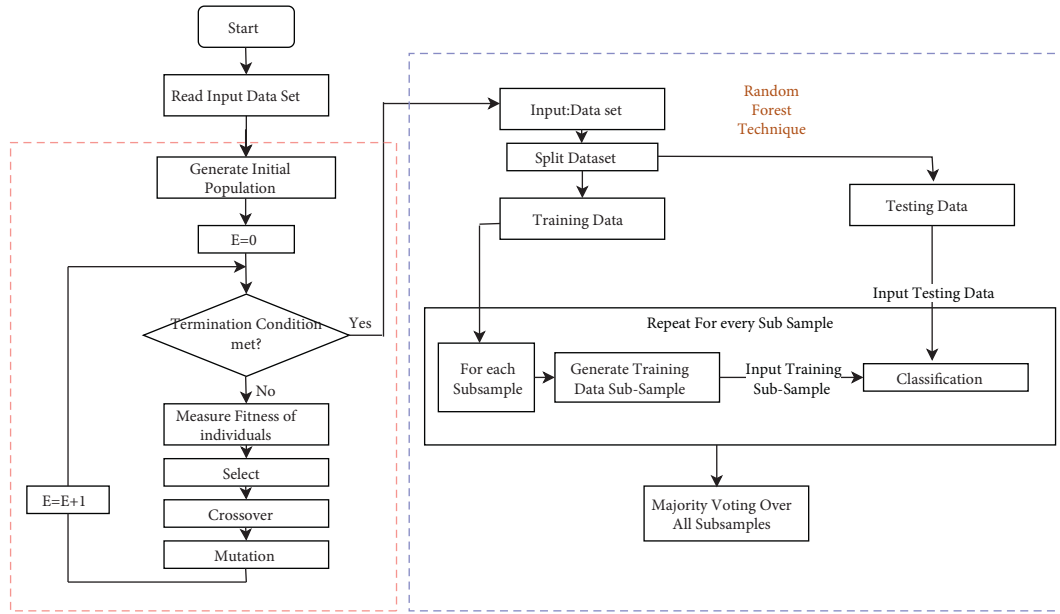 Start
Read Input Data Set
Generate Initial
Population
E=0
Termination Condition
met?
Yes
No
Measure Fitness of
individuals
Select
Crossover
Mutation
E=E+1
Random
Forest
Technique
Input:Data set
Split Dataset
Training Data
Testing Data
Input Testing Data
Repeat For every Sub Sample
For each
Subsample
Generate Training
Data Sub-Sample
Input Training
Sub-Sample
Classification
Majority Voting Over
All Subsamples